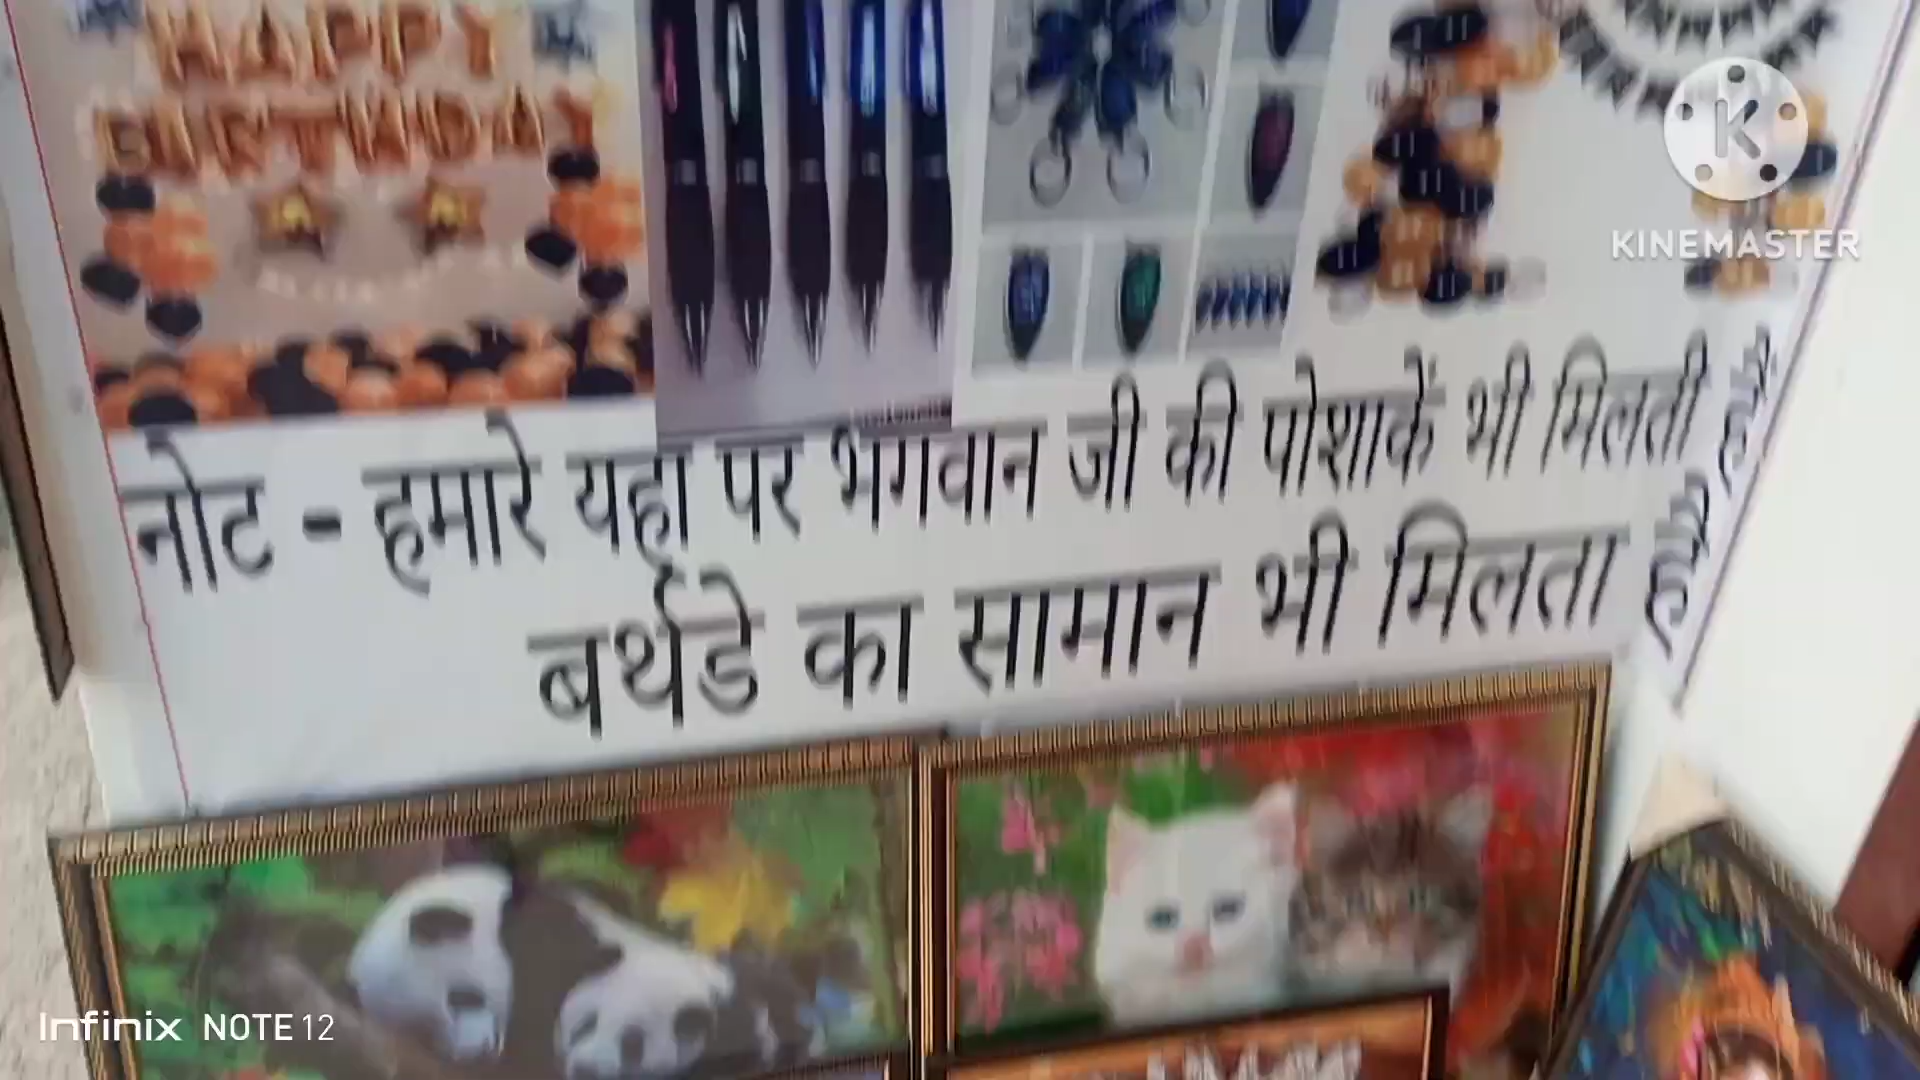 HAPPY
BIRTHDAY
KINEMASTER
नोट - हमारे यहां पर भगवान जी की पोशाकें भी मिलती हैं
बर्थडे का सामान भी मिलता हैं
Infinix NOTE 12